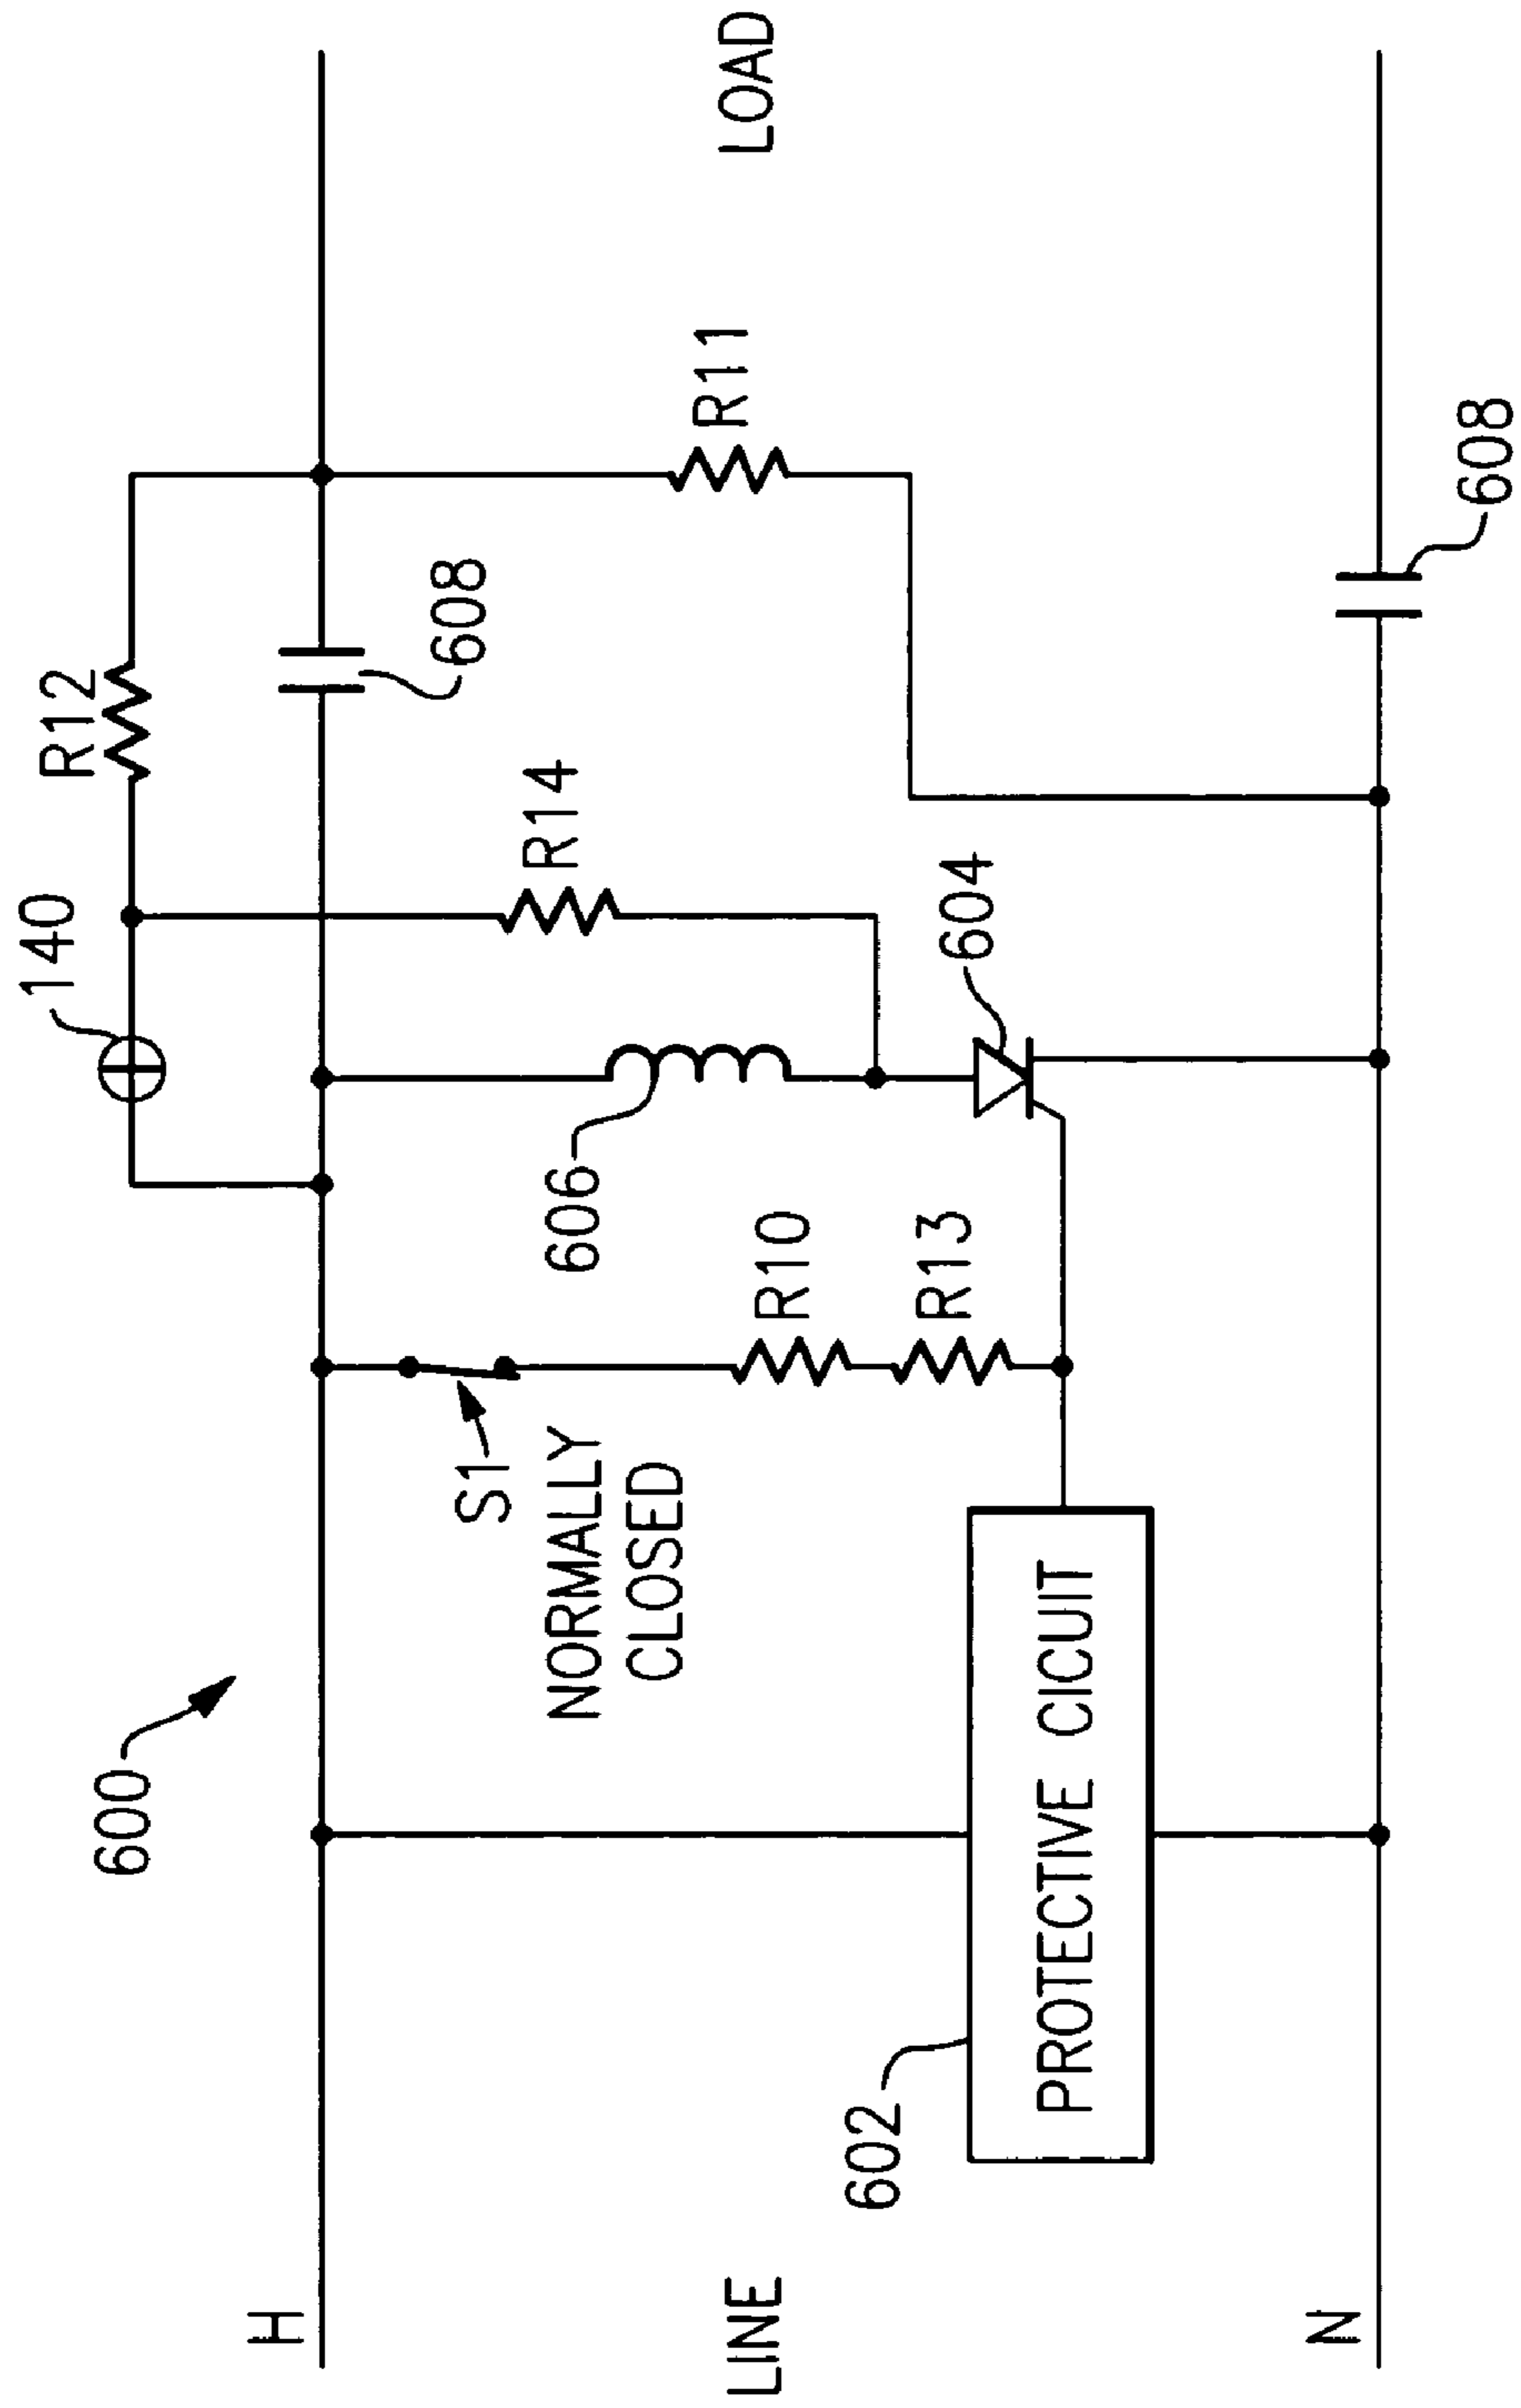 600
H
LINE
N
602
PROTECTIVE CICUIT
S1
NORMALLY
CLOSED
R10
R13
606
604
140
R14
R12
608
R11
608
LOAD